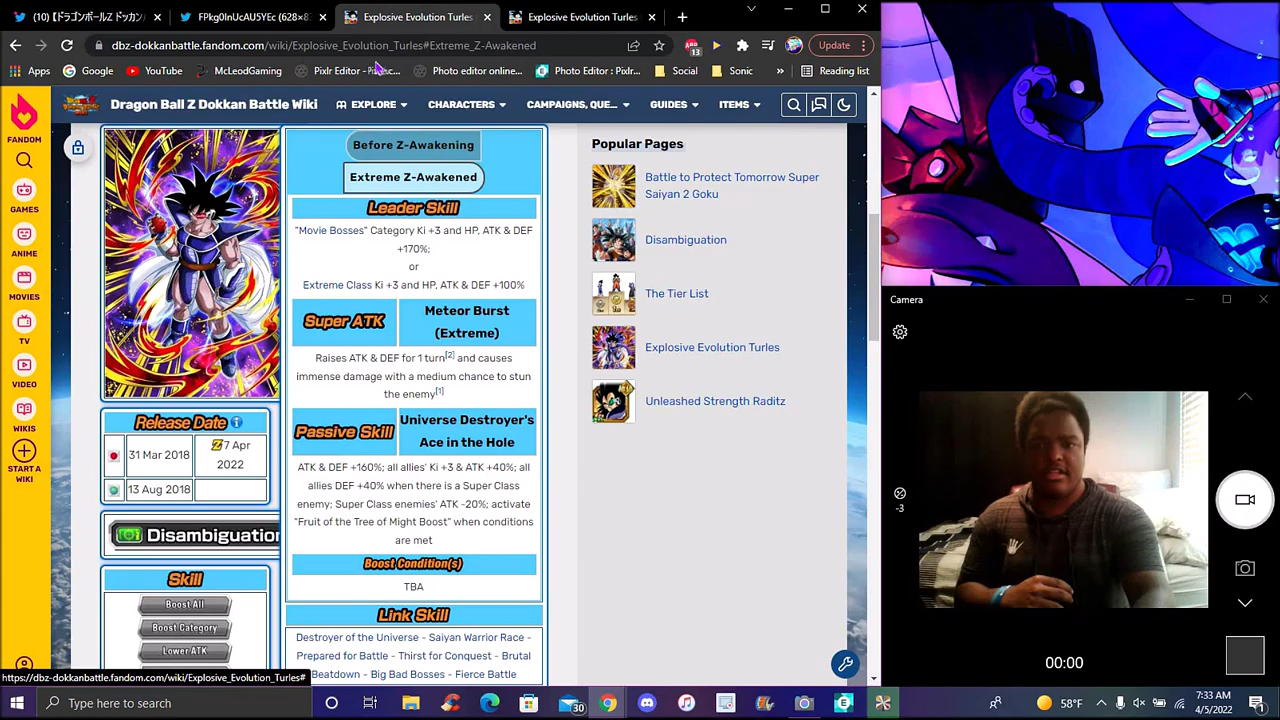 (10) 【ドラゴンボールZ ドッカン
FPkg0lnUcAU5YEc (628×8
Explosive Evolution Turles
Explosive Evolution Turles
dbz-dokkanbattle.fandom.com/wiki/Explosive_Evolution_Turles#Extreme_Z-Awakened
13
Update
Apps
Google
YouTube
McLeodGaming
Pixlr Editor
Photo editor online...
Photo Editor : Pixlr...
Social
Sonic
»
Reading list
FANDOM
GAMES
ANIME
MOVIES
TV
VIDEO
WIKIS
START A WIKI
Dragon Ball Z Dokkan Battle Wiki
EXPLORE
CHARACTERS
CAMPAIGNS, QUE...
GUIDES
ITEMS
Before Z-Awakening
Extreme Z-Awakened
Leader Skill
"Movie Bosses" Category Ki +3 and HP, ATK & DEF
+170%;
or
Extreme Class Ki +3 and HP, ATK & DEF +100%
Super ATK
Meteor Burst
(Extreme)
Raises ATK & DEF for 1 turn[2] and causes
immense damage with a medium chance to stun
the enemy[1]
Passive Skill
Universe Destroyer's
Ace in the Hole
ATK & DEF +160%; all allies' Ki +3 & ATK +40%; all
allies DEF +40% when there is a Super Class
enemy; Super Class enemies' ATK -20%; activate
"Fruit of the Tree of Might Boost" when conditions
are met
Boost Condition(s)
TBA
Link Skill
Destroyer of the Universe - Saiyan Warrior Race -
Prepared for Battle - Thirst for Conquest - Brutal
Beatdown - Big Bad Bosses - Fierce Battle
Release Date
31 Mar 2018
7 Apr
2022
13 Aug 2018
Disambiguation
Skill
Boost All
Boost Category
Lower ATK
Popular Pages
Battle to Protect Tomorrow Super
Saiyan 2 Goku
Disambiguation
The Tier List
Explosive Evolution Turles
Unleashed Strength Raditz
https://dbz-dokkanbattle.fandom.com/wiki/Explosive_Evolution_Turles#
Camera
-3
00:00
Type here to search
30
58°F
7:33 AM
4/5/2022
1